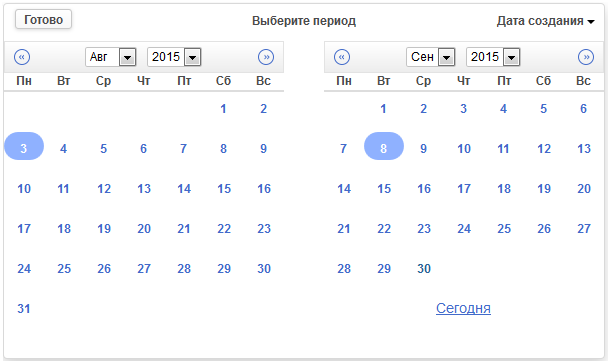 Готово Выберите период Дата создания
« Авг 2015 » « Сен 2015 »
Пн Вт Ср Чт Пт Сб Вс Пн Вт Ср Чт Пт Сб Вс
1 2 1 2 3 4 5 6
3 4 5 6 7 8 9 7 8 9 10 11 12 13
10 11 12 13 14 15 16 14 15 16 17 18 19 20
17 18 19 20 21 22 23 21 22 23 24 25 26 27
24 25 26 27 28 29 30 28 29 30
31 Сегодня